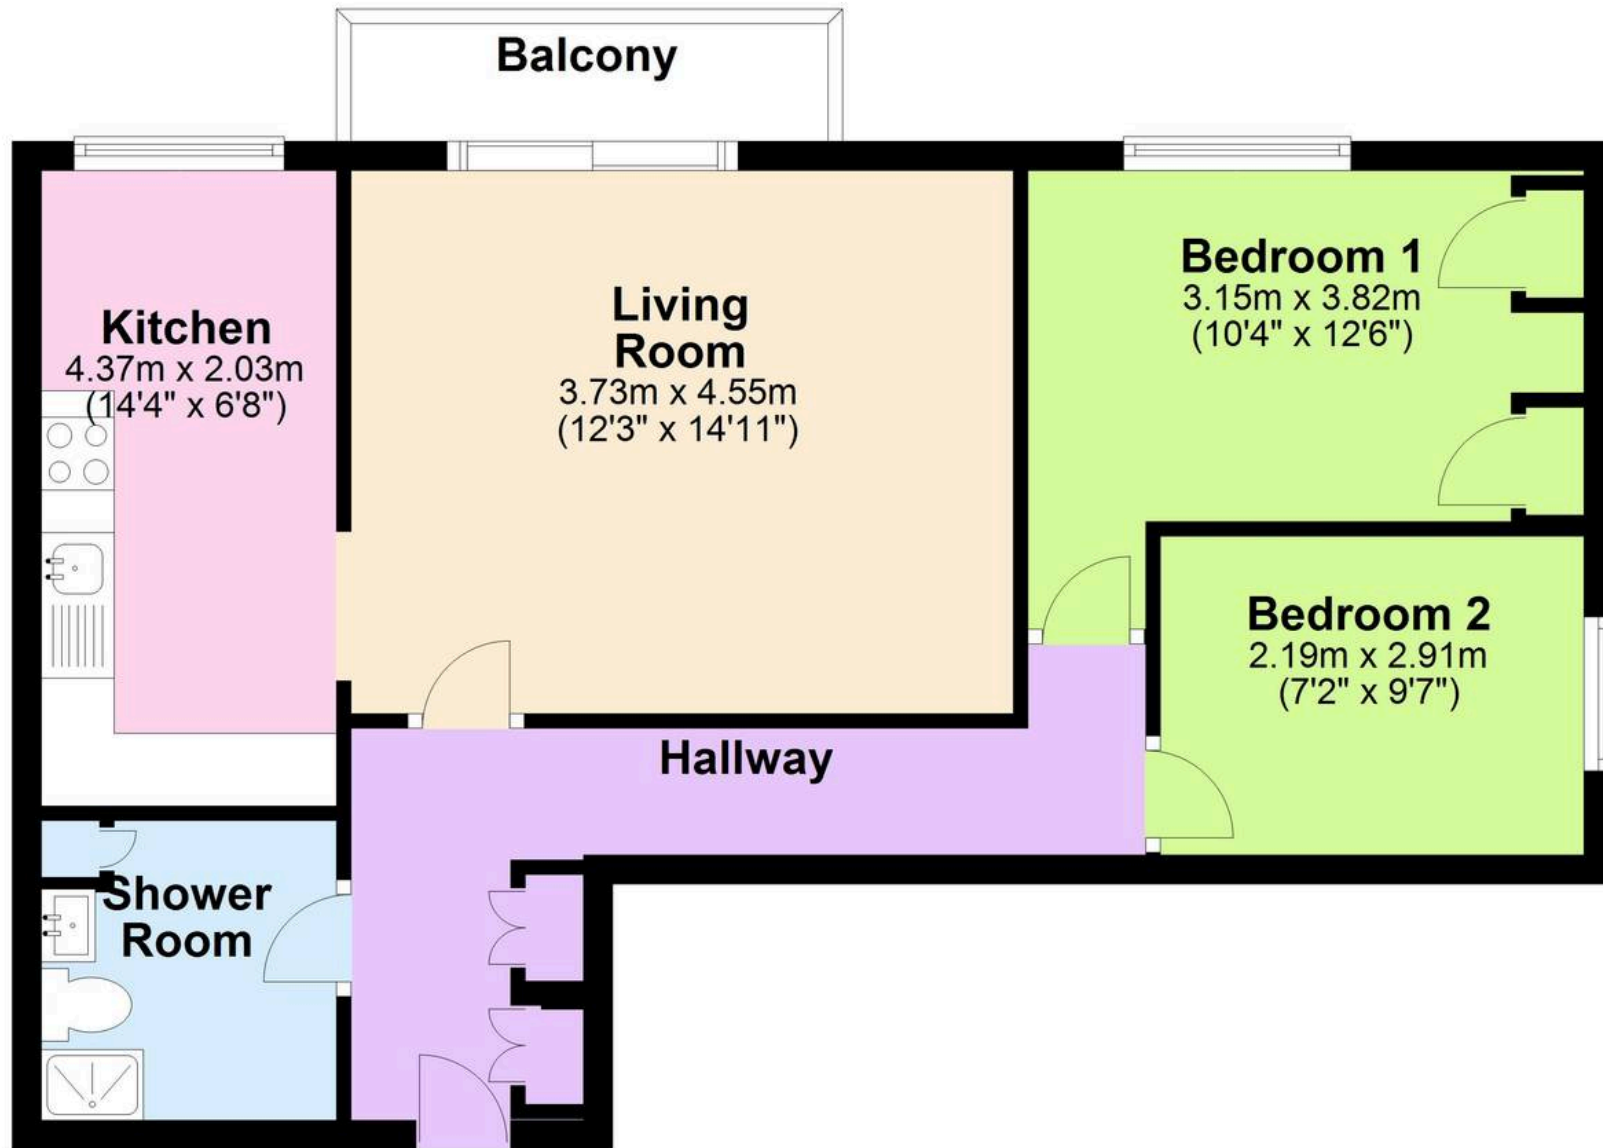 Balcony
Kitchen
4.37m x 2.03m
(14'4" x 6'8")
Living
Room
3.73m x 4.55m
(12'3" x 14'11")
Bedroom 1
3.15m x 3.82m
(10'4" x 12'6")
Bedroom 2
2.19m x 2.91m
(7'2" x 9'7")
Hallway
Shower
Room